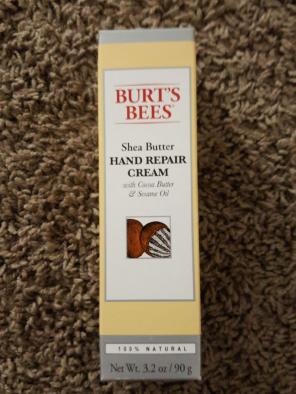 BURT'S
BEES®
Shea Butter
HAND REPAIR
CREAM
with Cocoa Butter
& Sesame Oil
100% NATURAL
Net Wt. 3.2 oz / 90 g